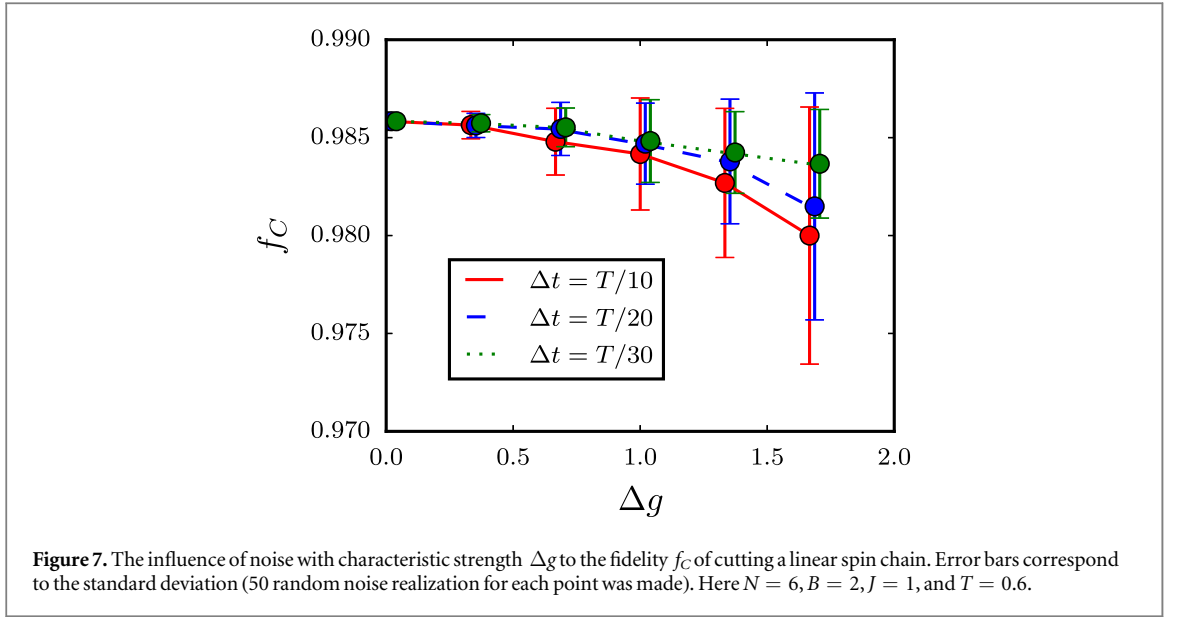 0.990
0.985
0.980
0.975
0.970
f_C
Δt = T/10
Δt = T/20
Δt = T/30
0.0 0.5 1.0 1.5 2.0
Δg
Figure 7. The influence of noise with characteristic strength Δg to the fidelity f_C of cutting a linear spin chain. Error bars correspond
to the standard deviation (50 random noise realization for each point was made). Here N = 6, B = 2, J = 1, and T = 0.6.